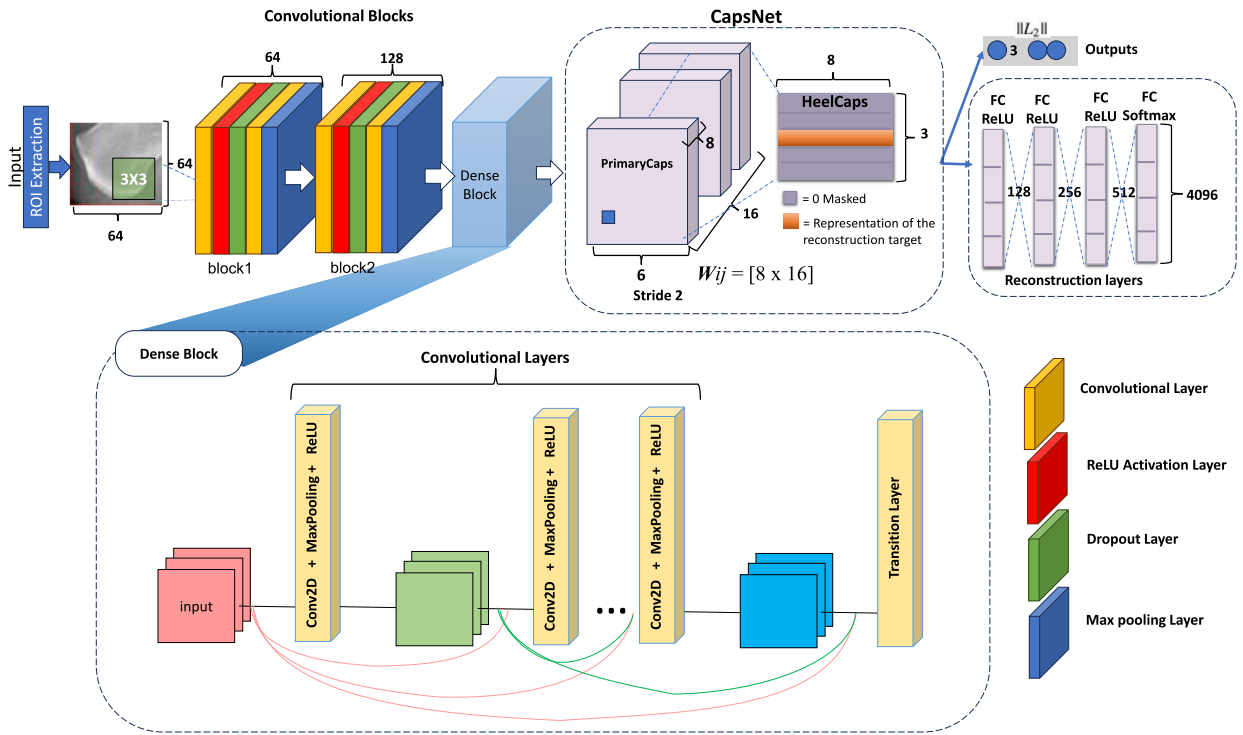 Convolutional Blocks
CapsNet
Input
ROI Extraction
3X3
64
64
64
128
block1
block2
Dense
Block
PrimaryCaps
8
16
6
Stride 2
Wij = [8 x 16]
8
HeelCaps
3
= 0 Masked
= Representation of the
reconstruction target
‖L₂‖
3
Outputs
FC
ReLU
FC
ReLU
FC
ReLU
FC
Softmax
128
256
512
4096
Reconstruction layers
Dense Block
Convolutional Layers
input
Conv2D + MaxPooling + ReLU
Conv2D + MaxPooling + ReLU
...
Conv2D + MaxPooling + ReLU
Transition Layer
Convolutional Layer
ReLU Activation Layer
Dropout Layer
Max pooling Layer